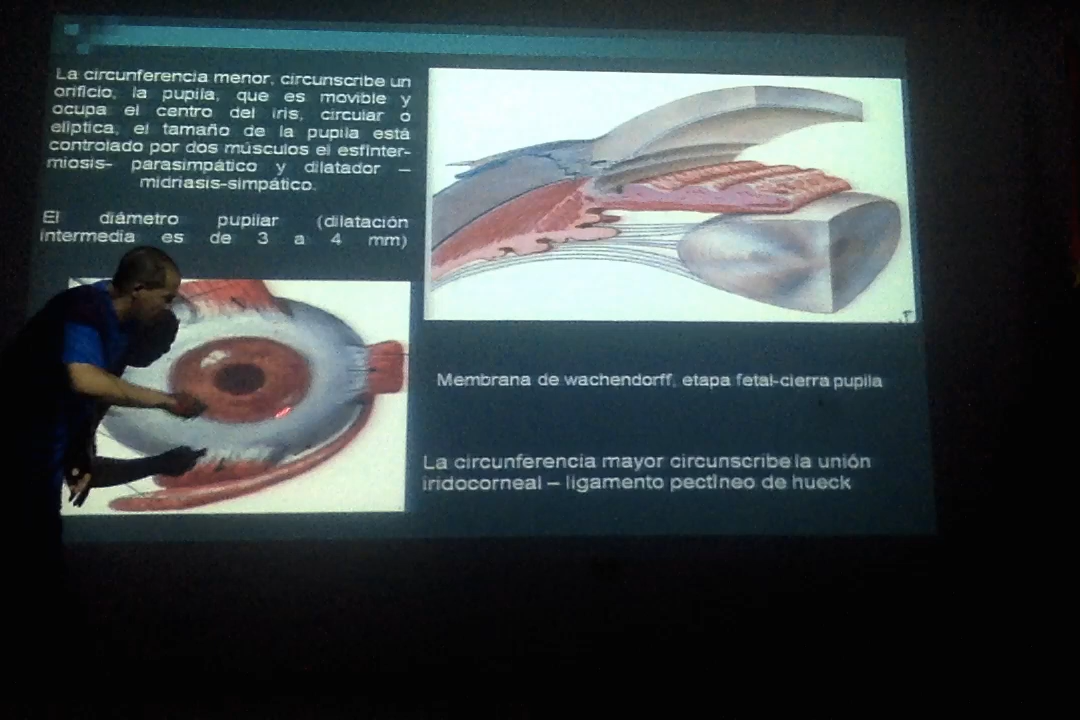 La circunferencia menor, circunscribe un
orificio, la pupila, que es movible y
ocupa el centro del iris, circular o
elíptica, el tamaño de la pupila está
controlado por dos músculos el esfínter-
miosis- parasimpático y dilatador –
midriasis-simpático.
El diámetro pupilar (dilatación
intermedia es de 3 a 4 mm)
Membrana de wachendorff, etapa fetal-cierra pupila
La circunferencia mayor circunscribe la unión
iridocorneal – ligamento pectíneo de hueck